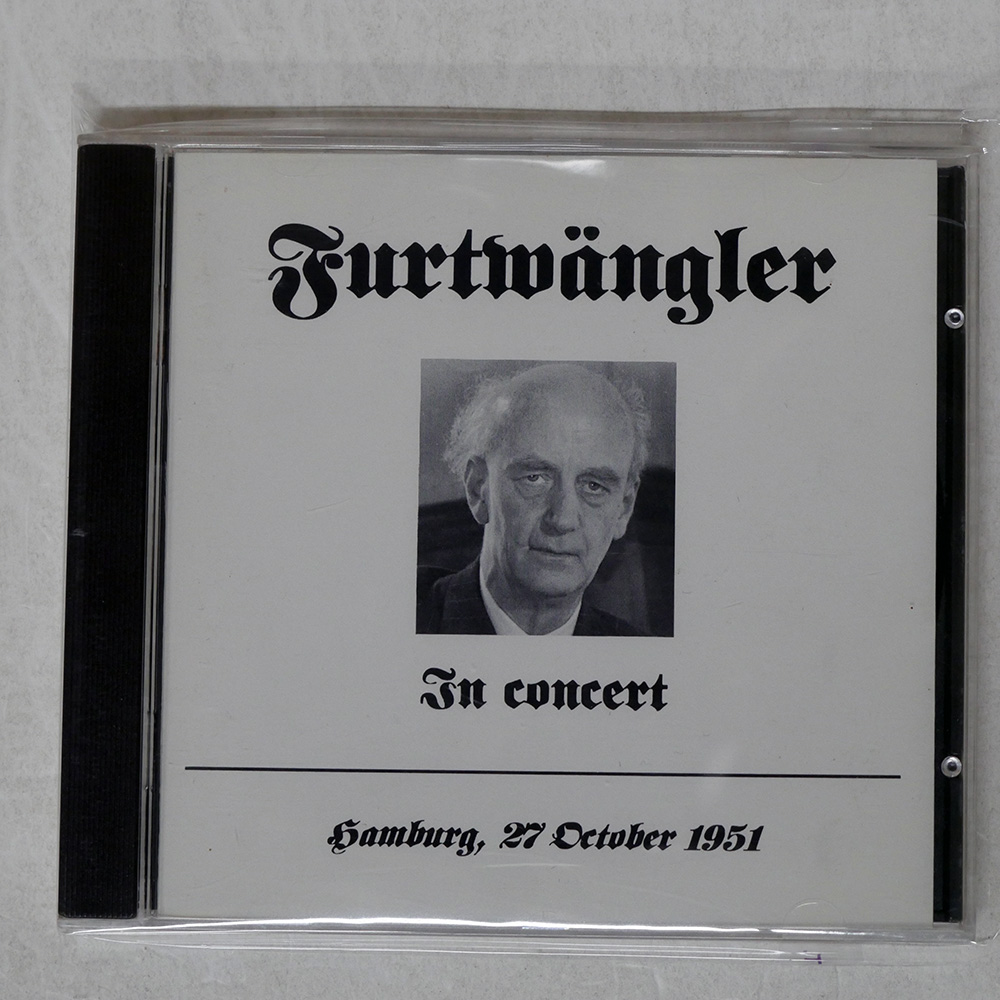 Furtwängler
In concert
Hamburg, 27 October 1951